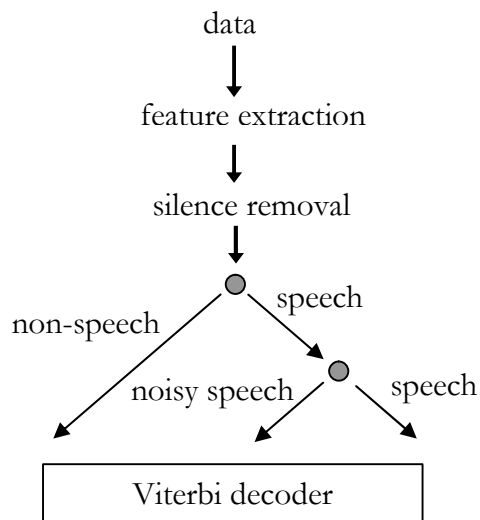 data
feature extraction
silence removal
speech
non-speech
noisy speech
speech
Viterbi decoder